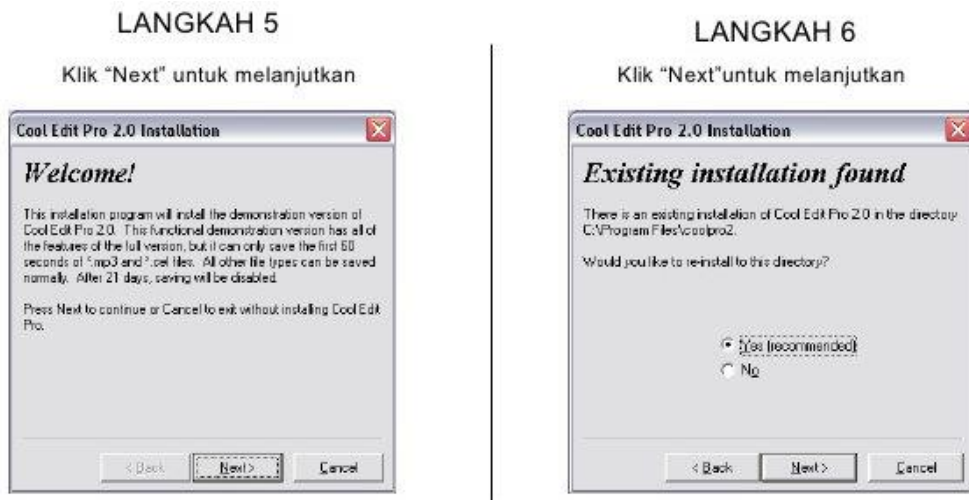 LANGKAH 5
Klik “Next” untuk melanjutkan
Cool Edit Pro 2.0 Installation
Welcome!
This installation program will install the demonstration version of
Cool Edit Pro 2.0. This functional demonstration version has all of
the features of the full version, but it can only save the first 60
seconds of *.mp3 and *.cel files. All other file types can be saved
normally. After 21 days, saving will be disabled.
Press Next to continue or Cancel to exit without installing Cool Edit
Pro.
< Back
Next >
Cancel
LANGKAH 6
Klik “Next”untuk melanjutkan
Cool Edit Pro 2.0 Installation
Existing installation found
There is an existing installation of Cool Edit Pro 2.0 in the directory
C:\Program Files\coolpro2.
Would you like to re-install to this directory?
Yes (recommended)
No
< Back
Next >
Cancel